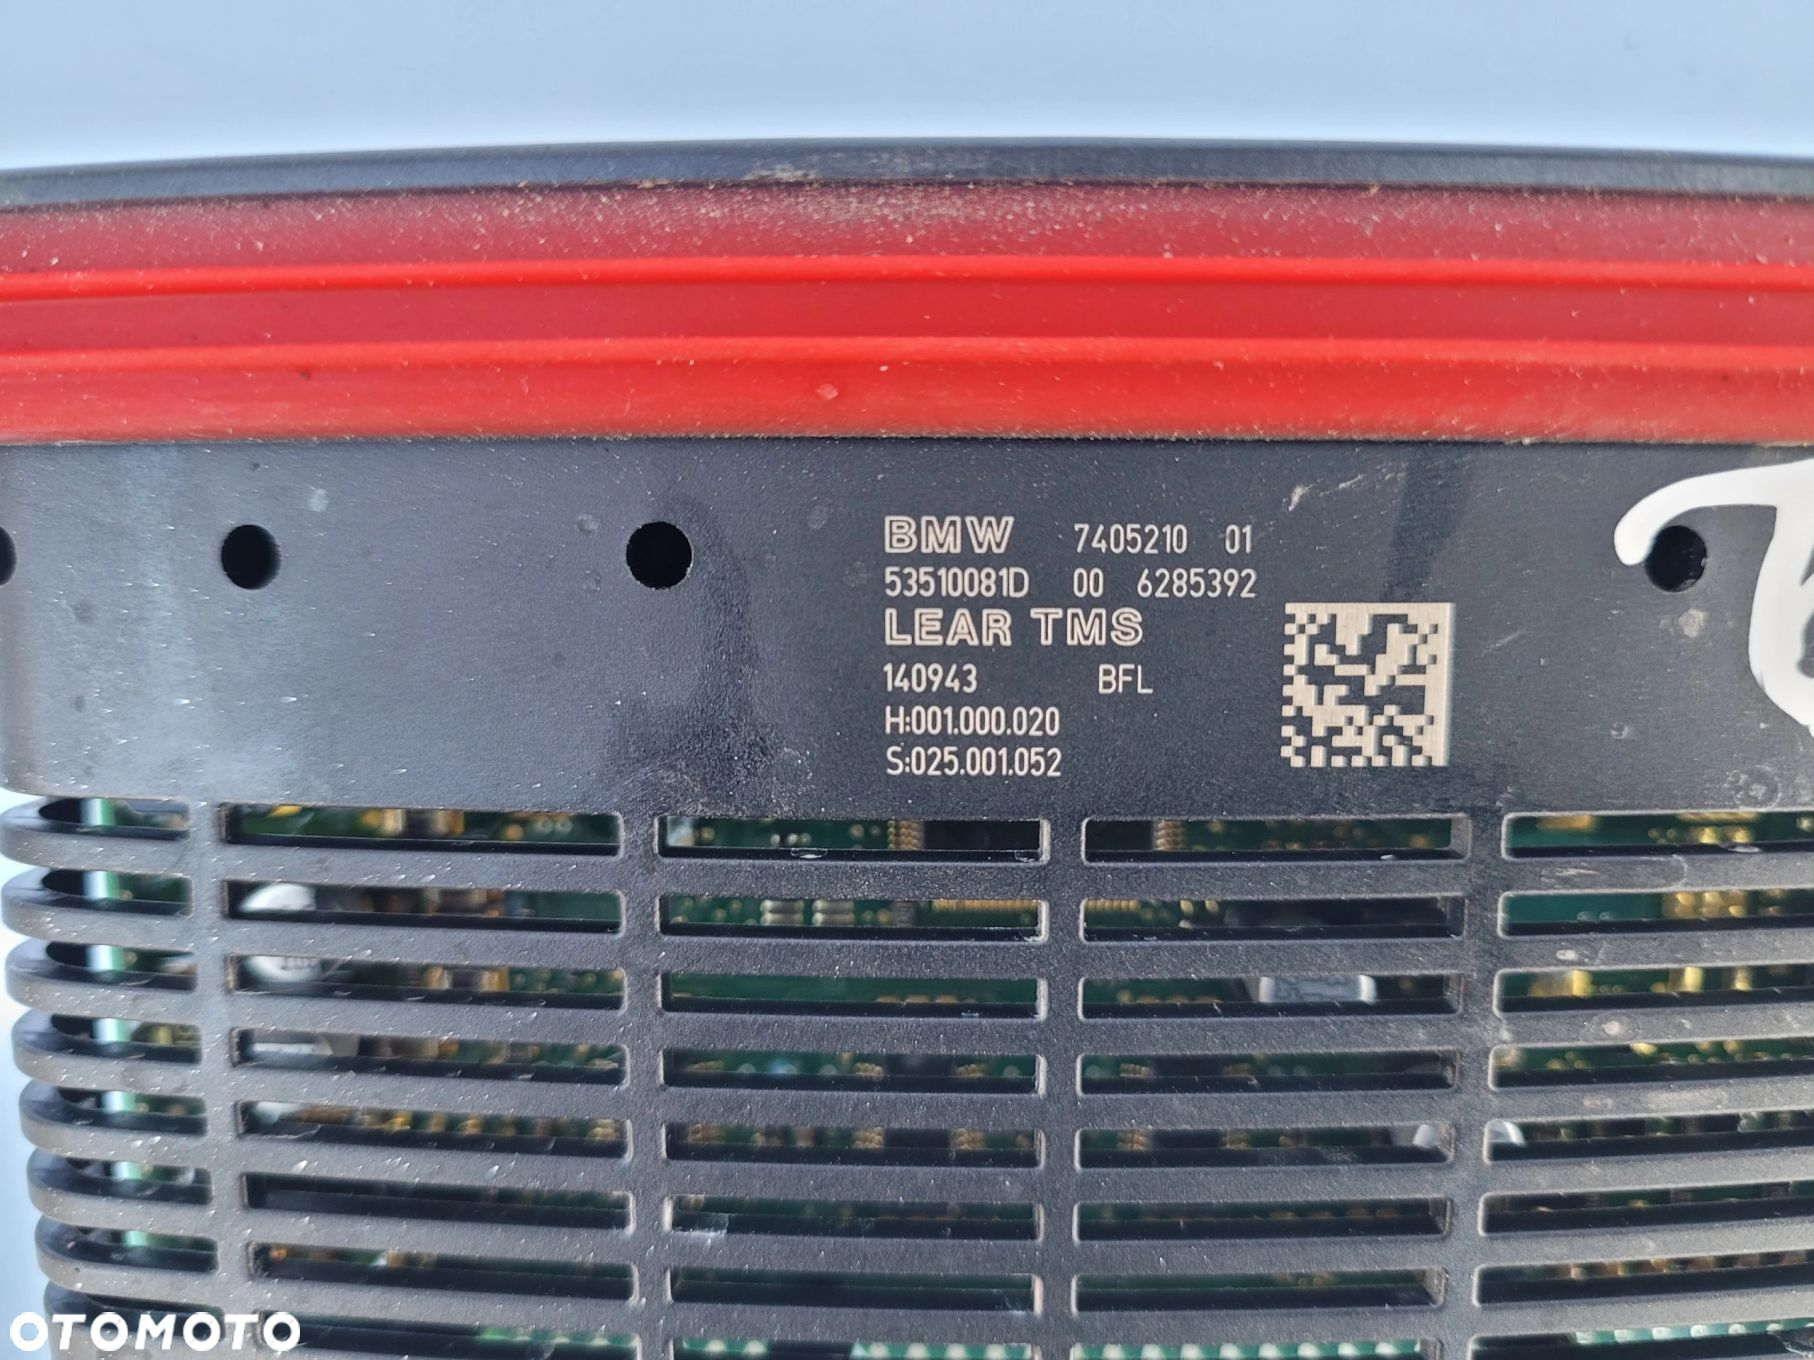 BMW 7405210 01
53510081D 00 6285392
LEAR TMS
140943 BFL
H:001.000.020
S:025.001.052
OTOMOTO